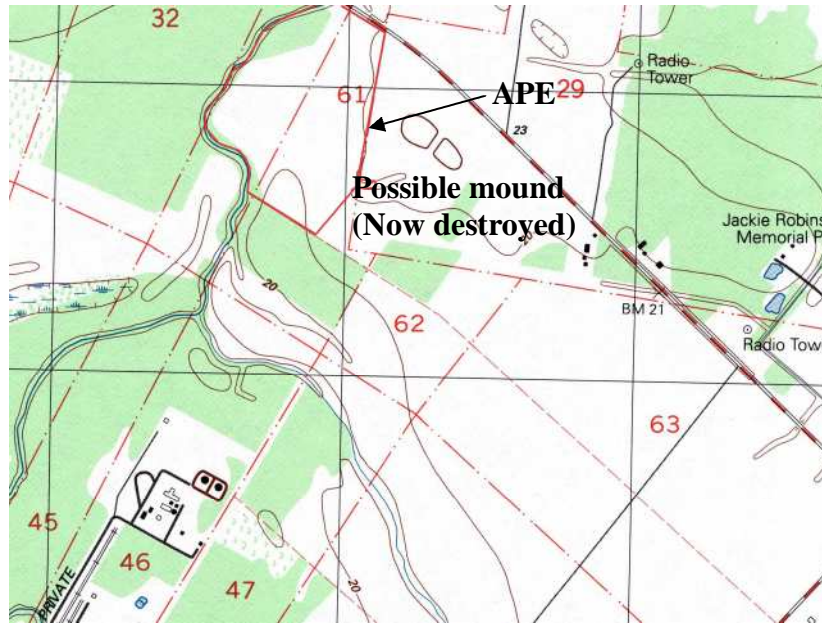 32
Radio
Tower
61
APE
29
23
Possible mound
(Now destroyed)
Jackie Robins
Memorial P
20
20
BM 21
62
Radio Tow
63
45
46
47
20
PRIVATE